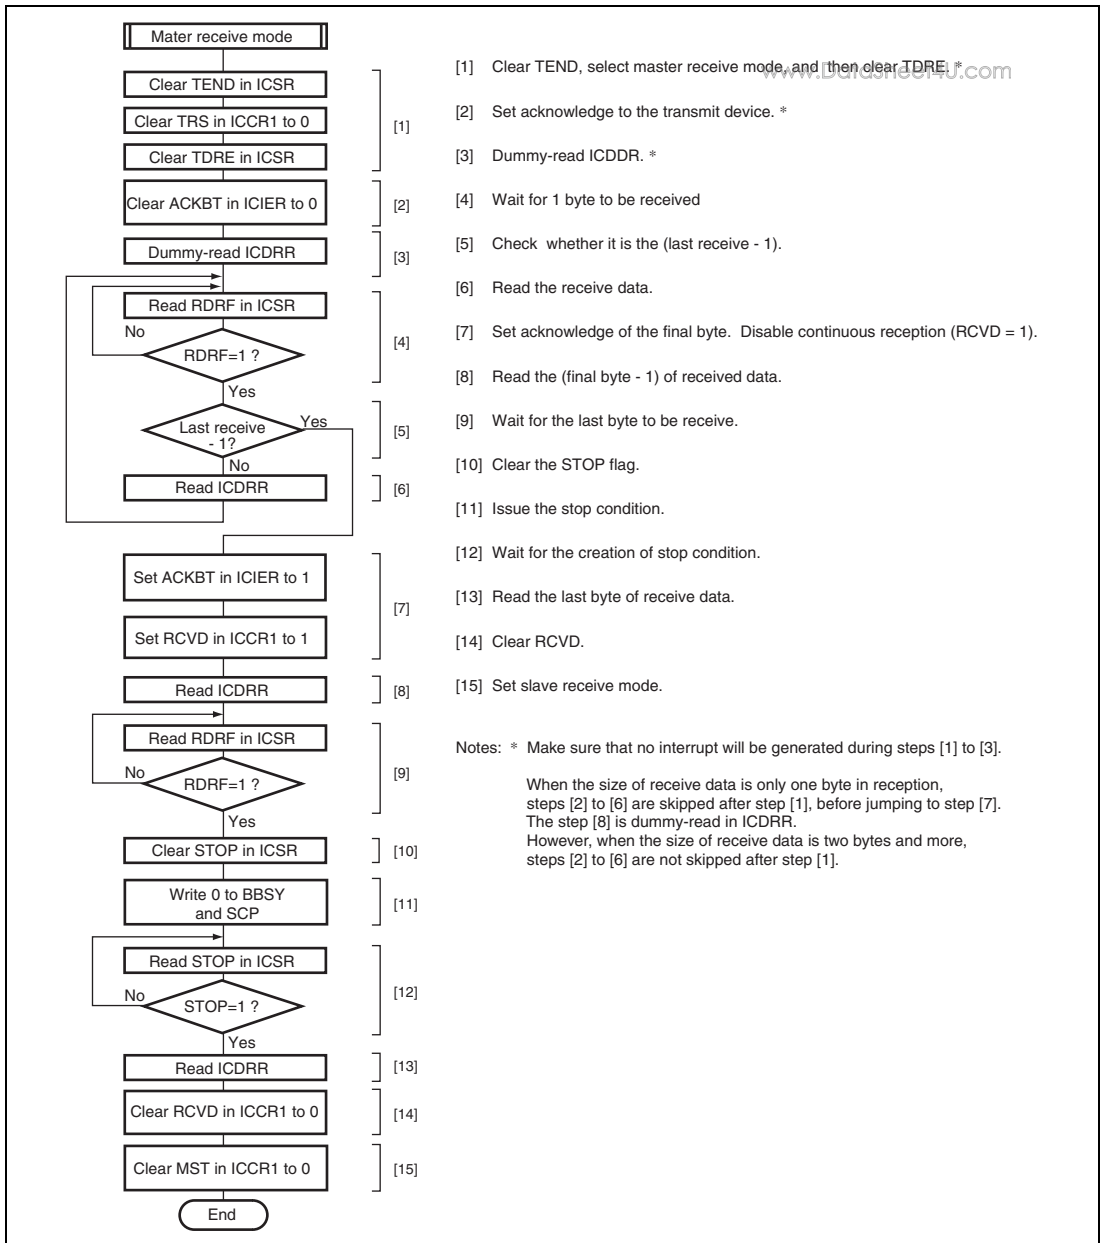 Mater receive mode
Clear TEND in ICSR
Clear TRS in ICCR1 to 0
Clear TDRE in ICSR
[1]
Clear ACKBT in ICIER to 0
[2]
Dummy-read ICDRR
[3]
Read RDRF in ICSR
No
RDRF=1 ?
[4]
Yes
Last receive
- 1?
Yes
[5]
No
Read ICDRR
[6]
Set ACKBT in ICIER to 1
[7]
Set RCVD in ICCR1 to 1
Read ICDRR
[8]
Read RDRF in ICSR
No
RDRF=1 ?
[9]
Yes
Clear STOP in ICSR
[10]
Write 0 to BBSY
and SCP
[11]
Read STOP in ICSR
No
STOP=1 ?
[12]
Yes
Read ICDRR
[13]
Clear RCVD in ICCR1 to 0
[14]
Clear MST in ICCR1 to 0
[15]
End
[1] Clear TEND, select master receive mode, and then clear TDRE. *
www.DataSheet4U.com
[2] Set acknowledge to the transmit device. *
[3] Dummy-read ICDDR. *
[4] Wait for 1 byte to be received
[5] Check whether it is the (last receive - 1).
[6] Read the receive data.
[7] Set acknowledge of the final byte. Disable continuous reception (RCVD = 1).
[8] Read the (final byte - 1) of received data.
[9] Wait for the last byte to be receive.
[10] Clear the STOP flag.
[11] Issue the stop condition.
[12] Wait for the creation of stop condition.
[13] Read the last byte of receive data.
[14] Clear RCVD.
[15] Set slave receive mode.
Notes: * Make sure that no interrupt will be generated during steps [1] to [3].
When the size of receive data is only one byte in reception,
steps [2] to [6] are skipped after step [1], before jumping to step [7].
The step [8] is dummy-read in ICDRR.
However, when the size of receive data is two bytes and more,
steps [2] to [6] are not skipped after step [1].